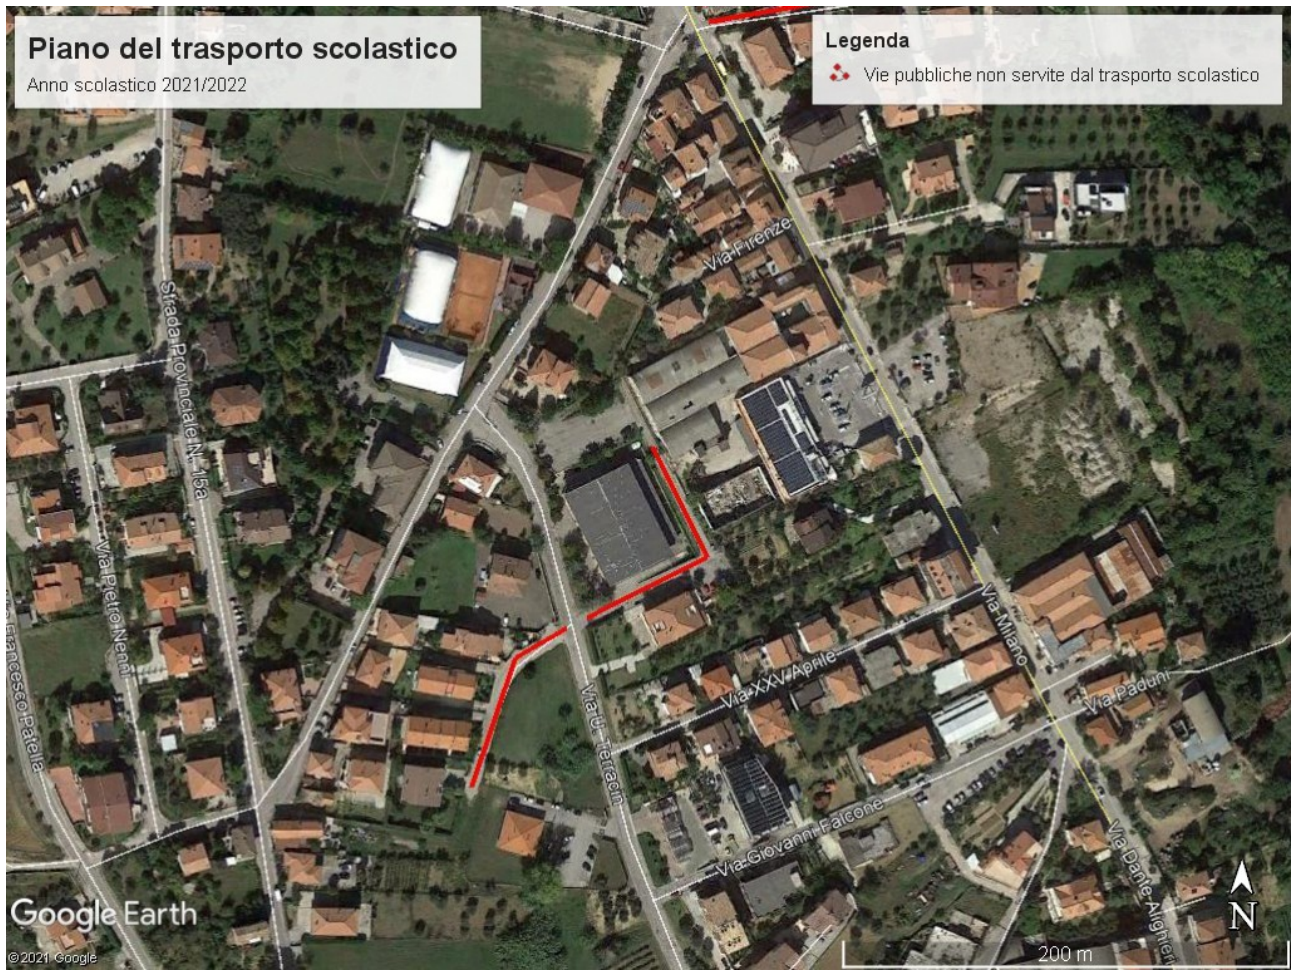 Piano del trasporto scolastico
Anno scolastico 2021/2022
Legenda
Vie pubbliche non servite dal trasporto scolastico
Via Firenze
Strada Provinciale N. 15a
Via Pietro Nenni
Francesco Patella
Via U. Terracin
Via XXV Aprile
Via Milano
Via Paduni
Via Giovanni Falcone
Via Dante Alighieri
Google Earth
© 2021 Google
N
200 m